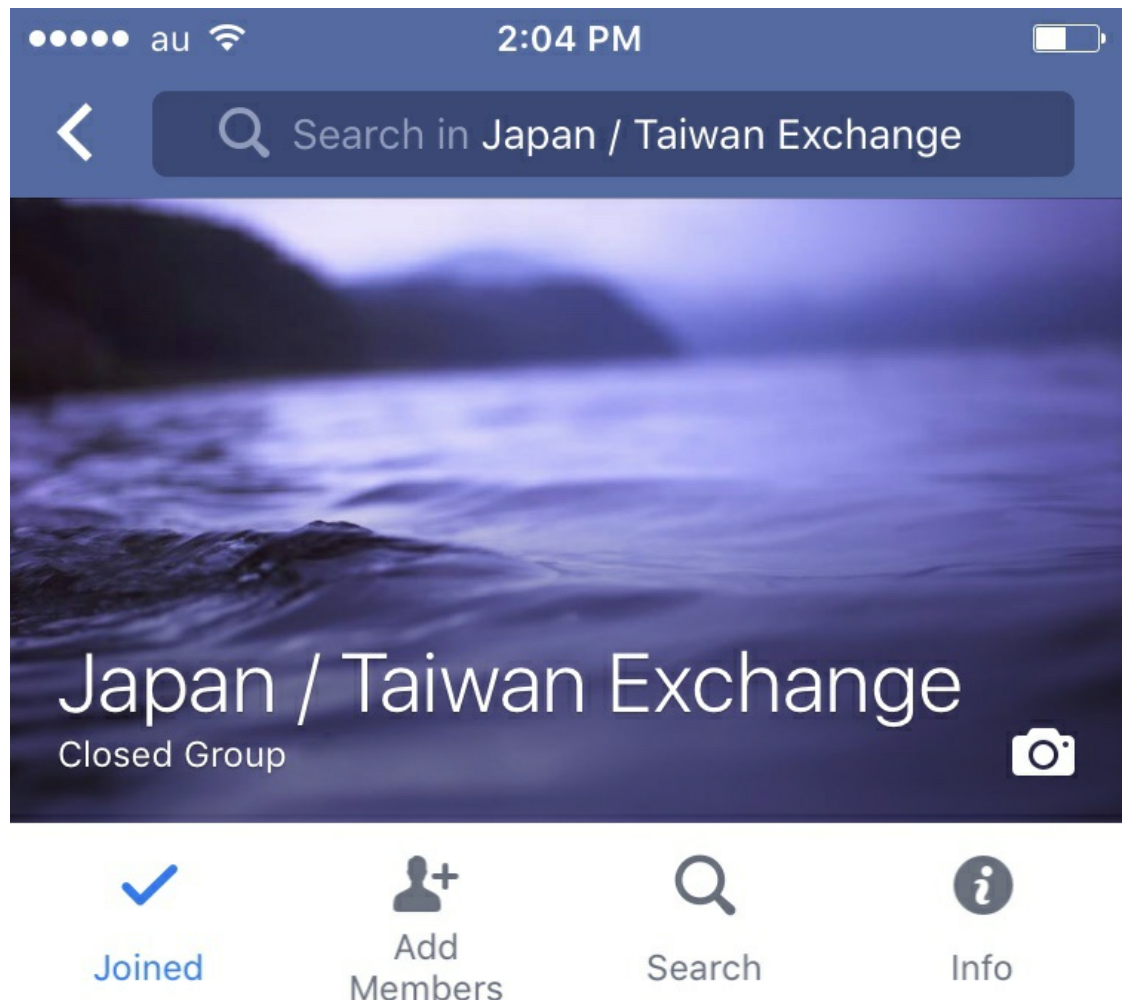 au 2:04 PM
Search in Japan / Taiwan Exchange
Japan / Taiwan Exchange
Closed Group
Joined
Add
Members
Search
Info